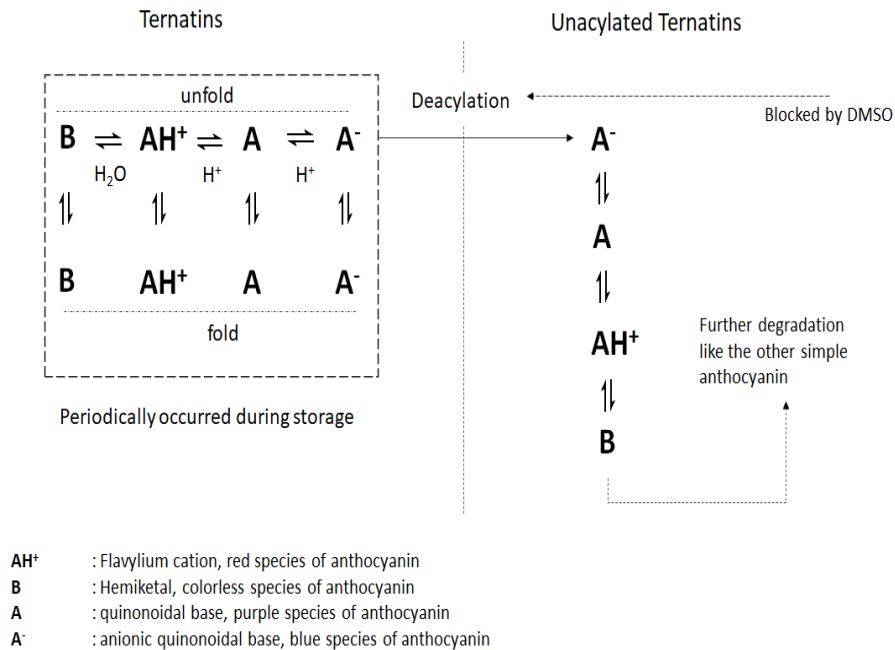 Ternatins
Unacylated Ternatins
unfold
Deacylation
Blocked by DMSO
B ⇌ AH⁺ ⇌ A ⇌ A⁻
H₂O H⁺ H⁺
⥮ ⥮ ⥮ ⥮
B AH⁺ A A⁻
fold
Periodically occurred during storage
A⁻
⥮
A
⥮
AH⁺
⥮
B
Further degradation
like the other simple
anthocyanin
AH⁺ : Flavylium cation, red species of anthocyanin
B : Hemiketal, colorless species of anthocyanin
A : quinonoidal base, purple species of anthocyanin
A⁻ : anionic quinonoidal base, blue species of anthocyanin